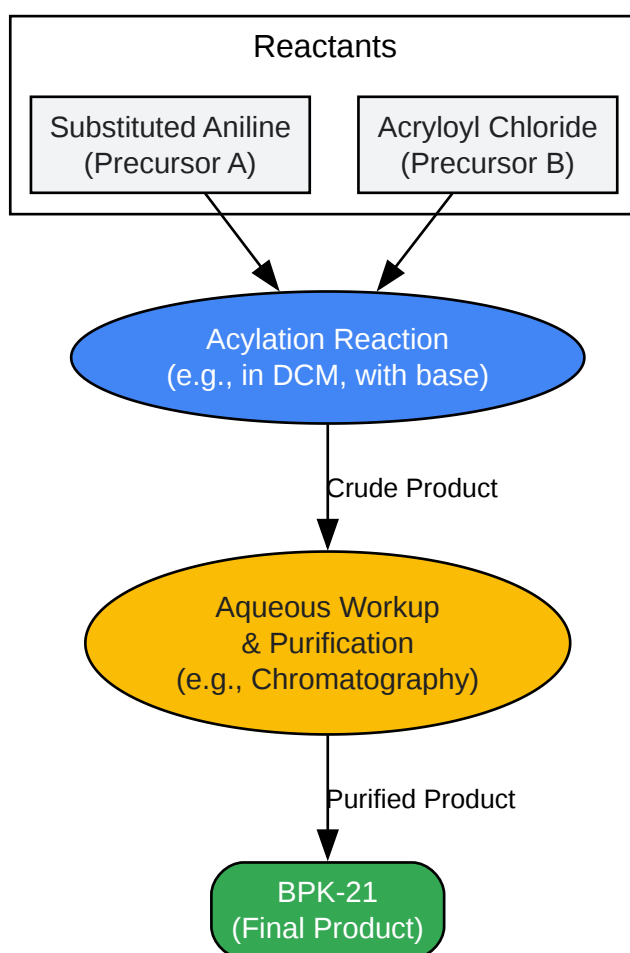 Reactants
Substituted Aniline
(Precursor A)
Acryloyl Chloride
(Precursor B)
Acylation Reaction
(e.g., in DCM, with base)
Crude Product
Aqueous Workup
& Purification
(e.g., Chromatography)
Purified Product
BPK-21
(Final Product)